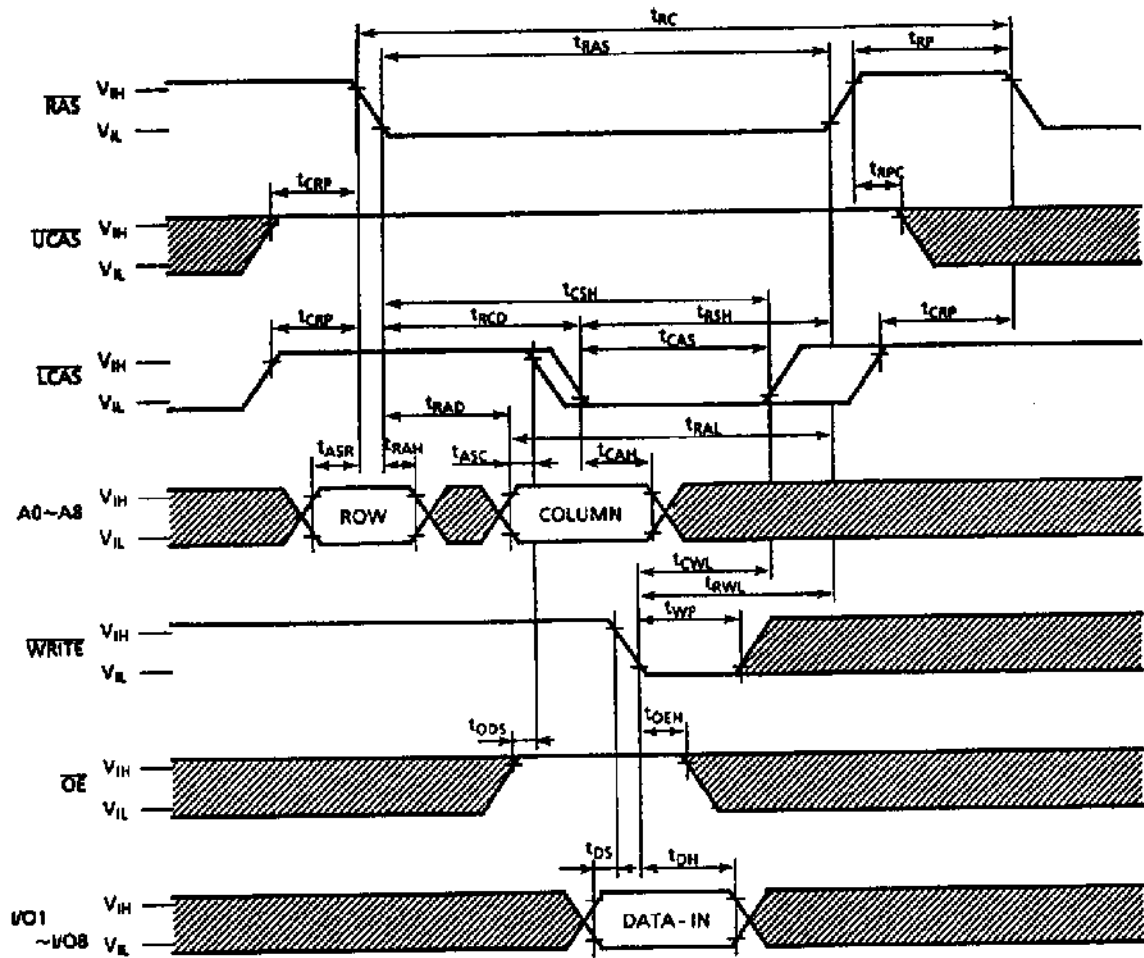 tRC
tRAS
tRP
RAS
VIH
VIL
tCRP
tRPC
UCAS
VIH
VIL
tCSH
tCRP
tRCD
tRSH
tCRP
tCAS
LCAS
VIH
VIL
tRAD
tRAL
tASR
tRAH
tASC
tCAH
A0~A8
VIH
VIL
ROW
COLUMN
tCWL
tRWL
tWP
WRITE
VIH
VIL
tODS
tOEH
OE
VIH
VIL
tDS
tDH
I/O1
~I/O8
VIH
VIL
DATA-IN